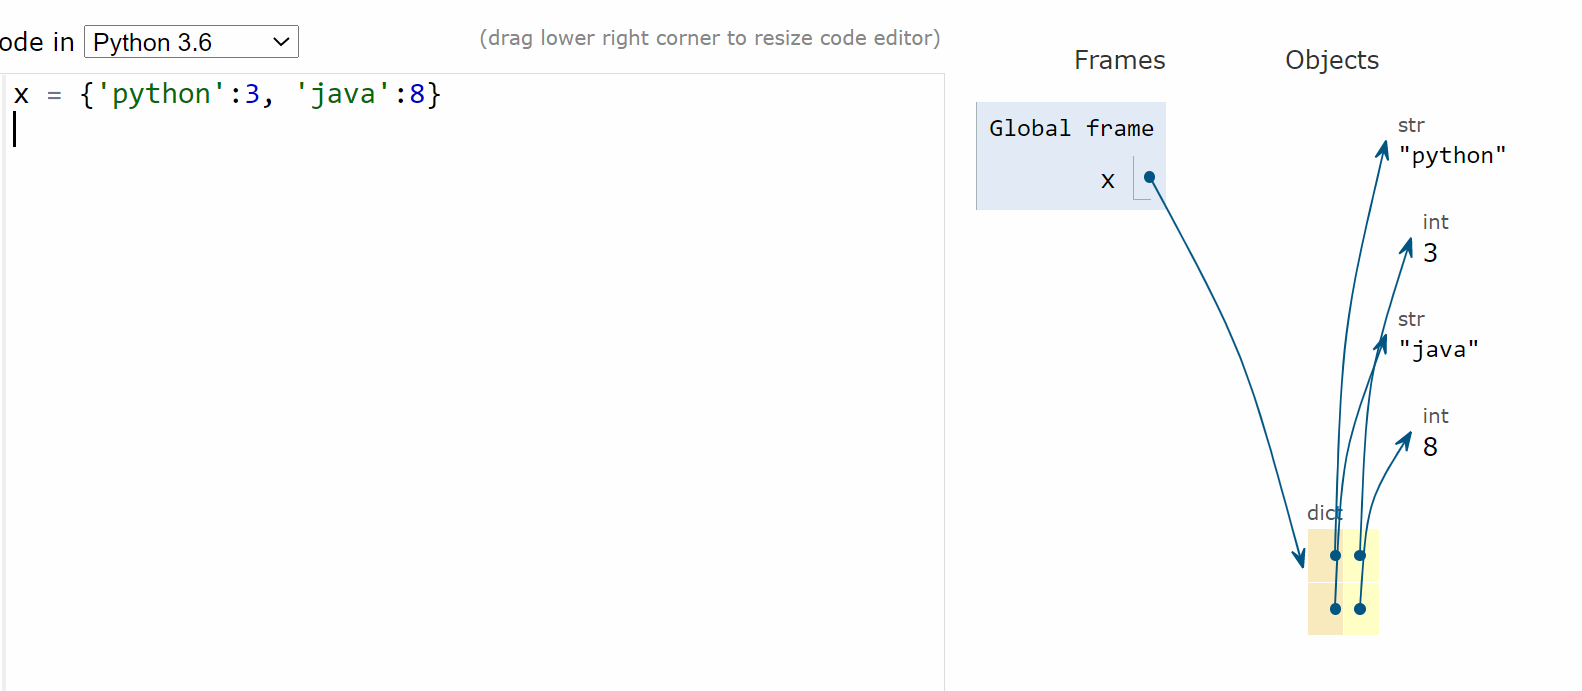 ode in Python 3.6
(drag lower right corner to resize code editor)
x = {'python':3, 'java':8}
Frames
Objects
Global frame
x
str
"python"
int
3
str
"java"
int
8
dict